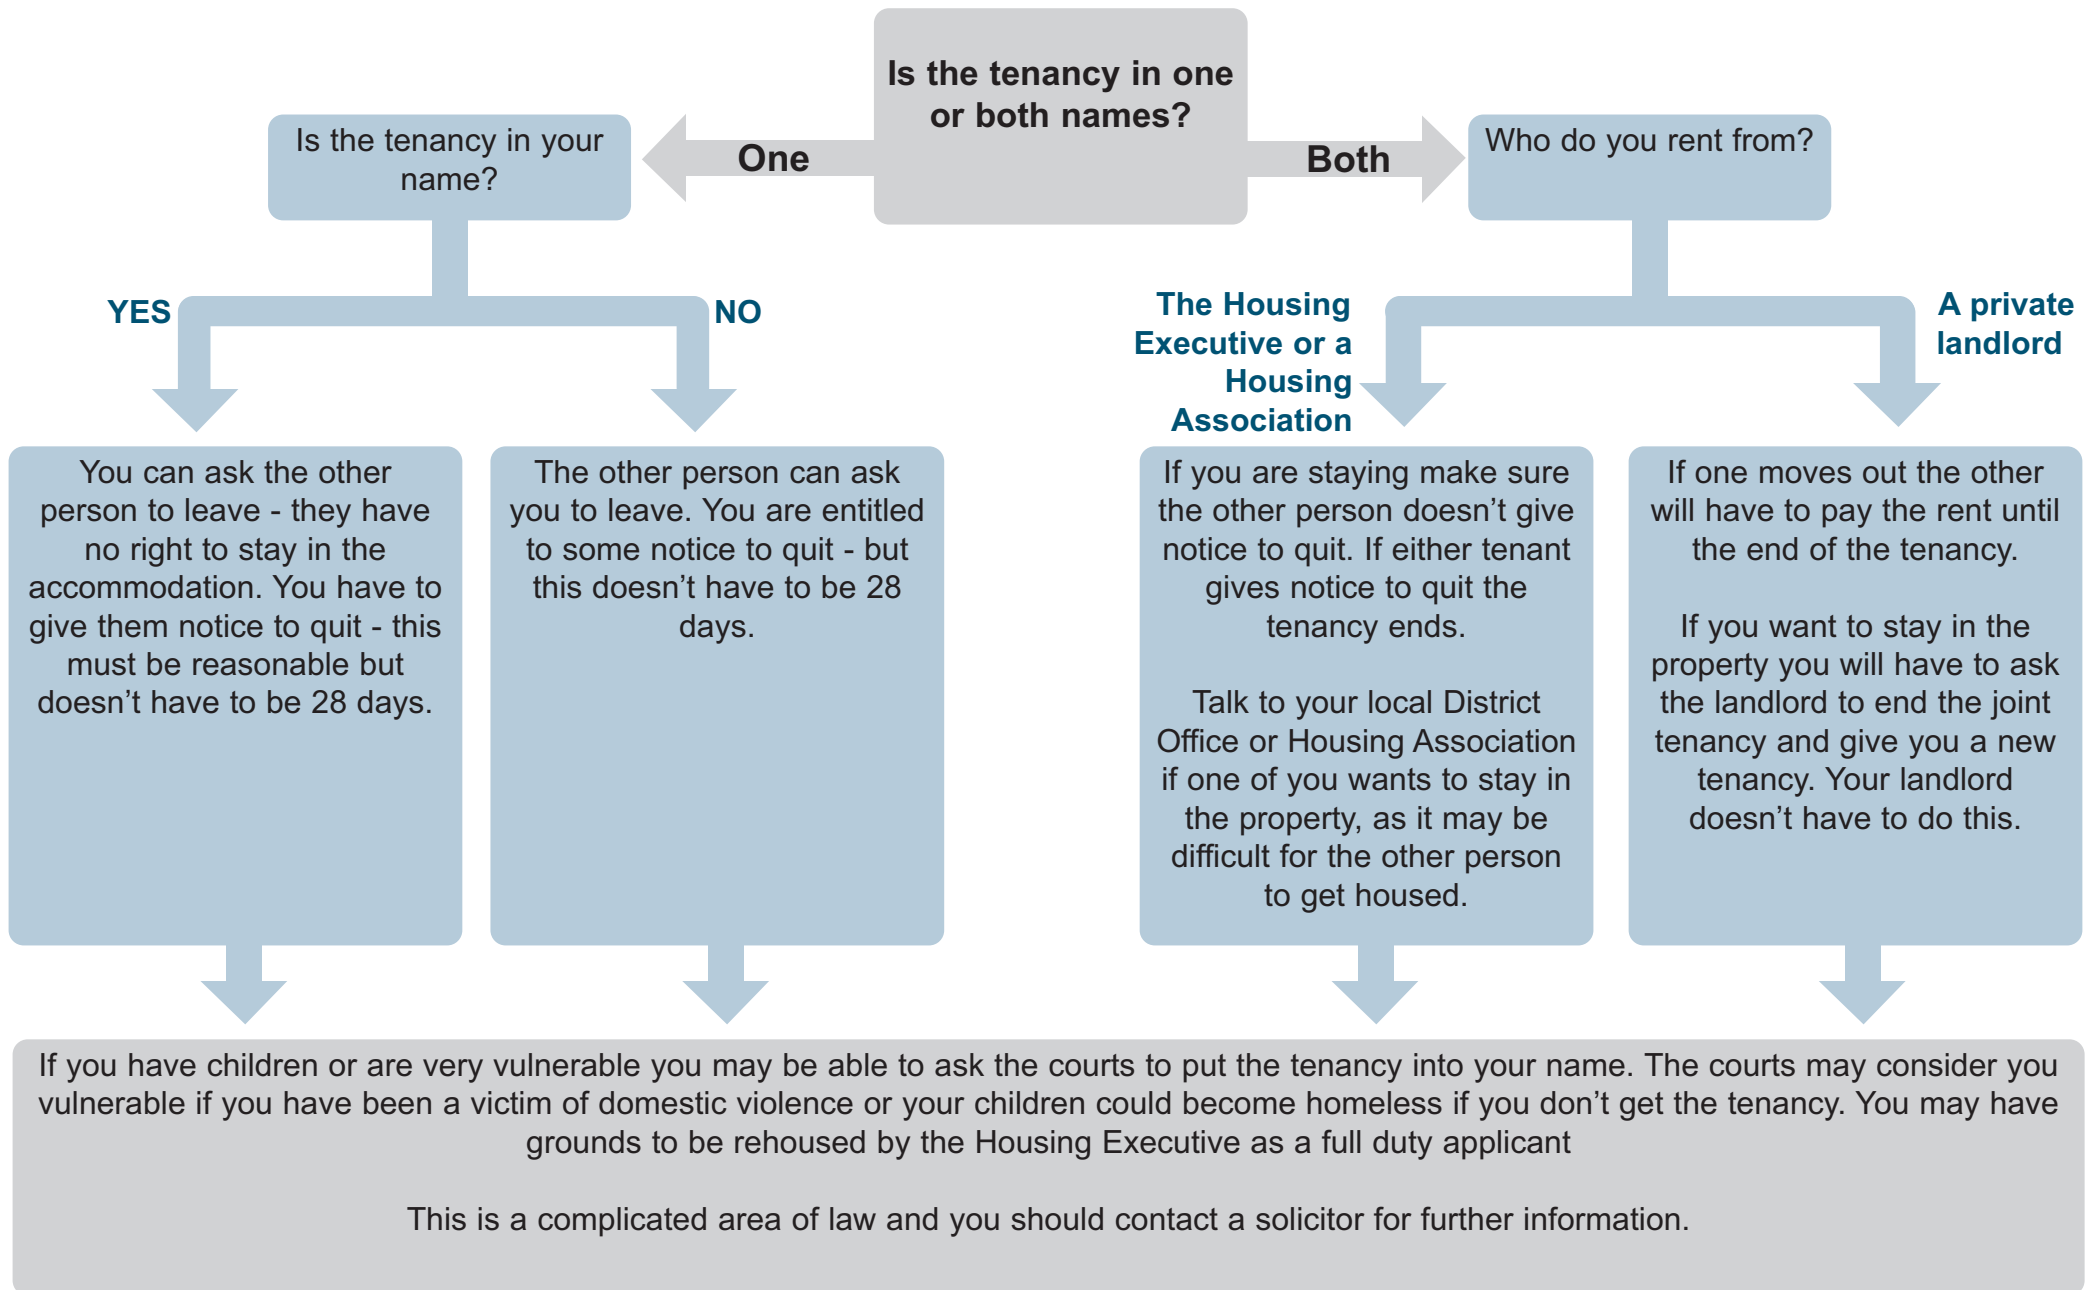 Is the tenancy in one
or both names?
One
Both
Is the tenancy in your
name?
YES
NO
You can ask the other
person to leave - they have
no right to stay in the
accommodation. You have to
give them notice to quit - this
must be reasonable but
doesn’t have to be 28 days.
The other person can ask
you to leave. You are entitled
to some notice to quit - but
this doesn’t have to be 28
days.
Who do you rent from?
The Housing
Executive or a
Housing
Association
A private
landlord
If you are staying make sure
the other person doesn’t give
notice to quit. If either tenant
gives notice to quit the
tenancy ends.
Talk to your local District
Office or Housing Association
if one of you wants to stay in
the property, as it may be
difficult for the other person
to get housed.
If one moves out the other
will have to pay the rent until
the end of the tenancy.
If you want to stay in the
property you will have to ask
the landlord to end the joint
tenancy and give you a new
tenancy. Your landlord
doesn’t have to do this.
If you have children or are very vulnerable you may be able to ask the courts to put the tenancy into your name. The courts may consider you
vulnerable if you have been a victim of domestic violence or your children could become homeless if you don’t get the tenancy. You may have
grounds to be rehoused by the Housing Executive as a full duty applicant
This is a complicated area of law and you should contact a solicitor for further information.